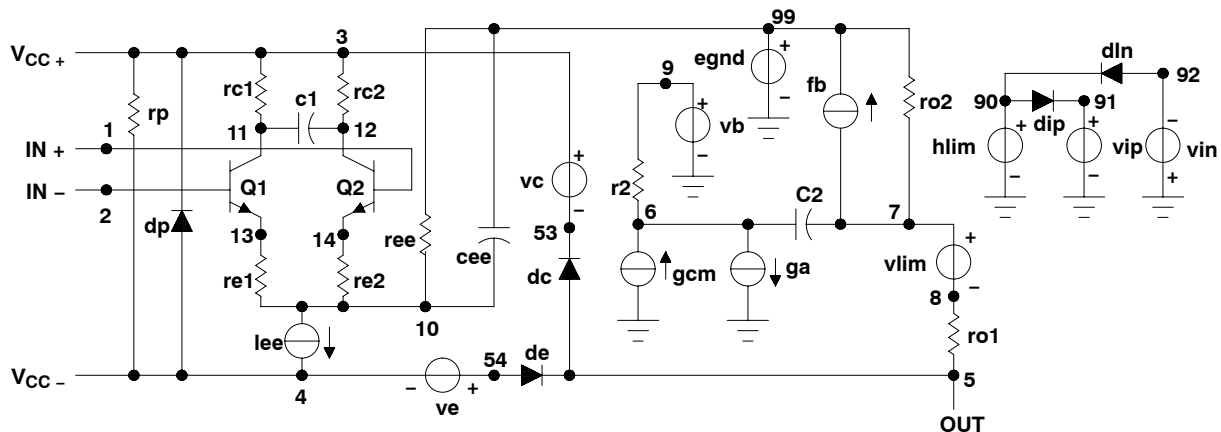 99
3
VCC +
rc1
c1
rc2
rp
11
12
1
IN +
IN −
2
Q1
Q2
dp
13
14
re1
re2
ree
cee
10
Iee
VCC −
4
−
ve
+
54
de
vc
+
−
53
dc
9
+
vb
−
r2
6
egnd
+
−
fb
ro2
C2
7
gcm
ga
+
vlim
−
8
ro1
5
OUT
dln
92
90
91
dip
hlim
+
−
+
vip
−
−
vin
+